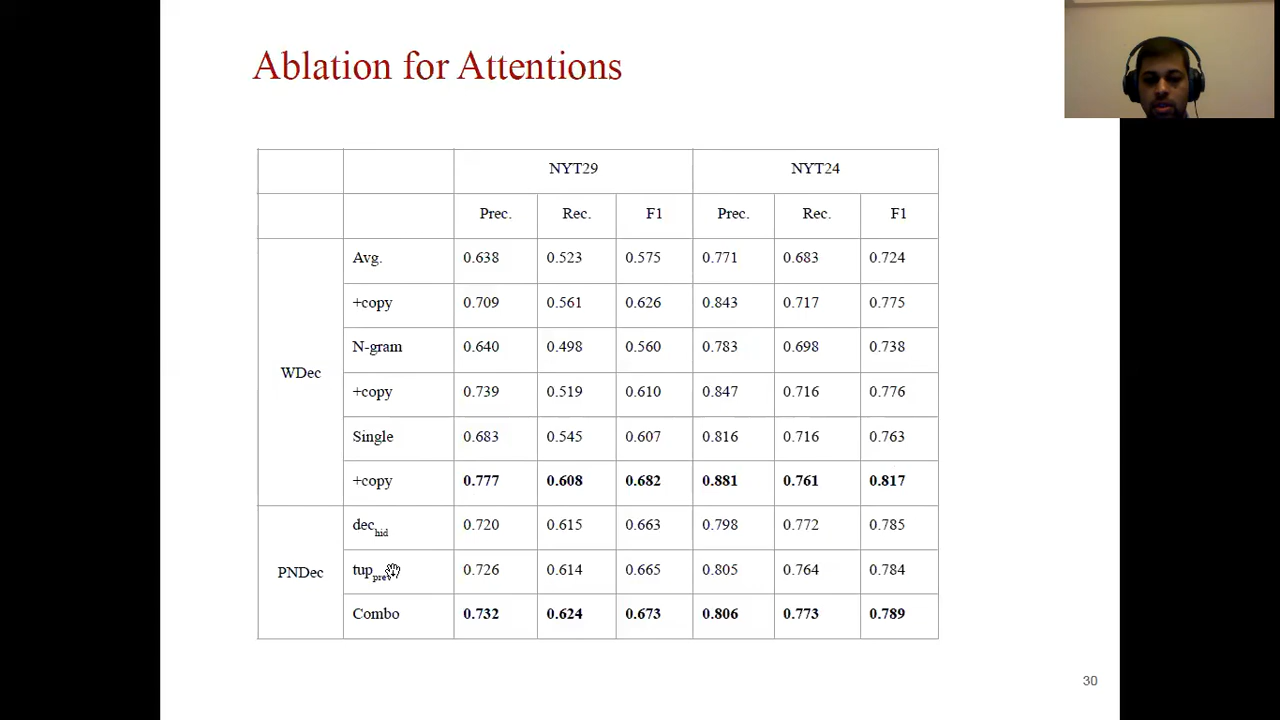 Ablation for Attentions
NYT29 NYT24
Prec. Rec. F1 Prec. Rec. F1
WDec
Avg. 0.638 0.523 0.575 0.771 0.683 0.724
+copy 0.709 0.561 0.626 0.843 0.717 0.775
N-gram 0.640 0.498 0.560 0.783 0.698 0.738
+copy 0.739 0.519 0.610 0.847 0.716 0.776
Single 0.683 0.545 0.607 0.816 0.716 0.763
+copy 0.777 0.608 0.682 0.881 0.761 0.817
PNDec
dec_hid 0.720 0.615 0.663 0.798 0.772 0.785
tup_prev 0.726 0.614 0.665 0.805 0.764 0.784
Combo 0.732 0.624 0.673 0.806 0.773 0.789
30